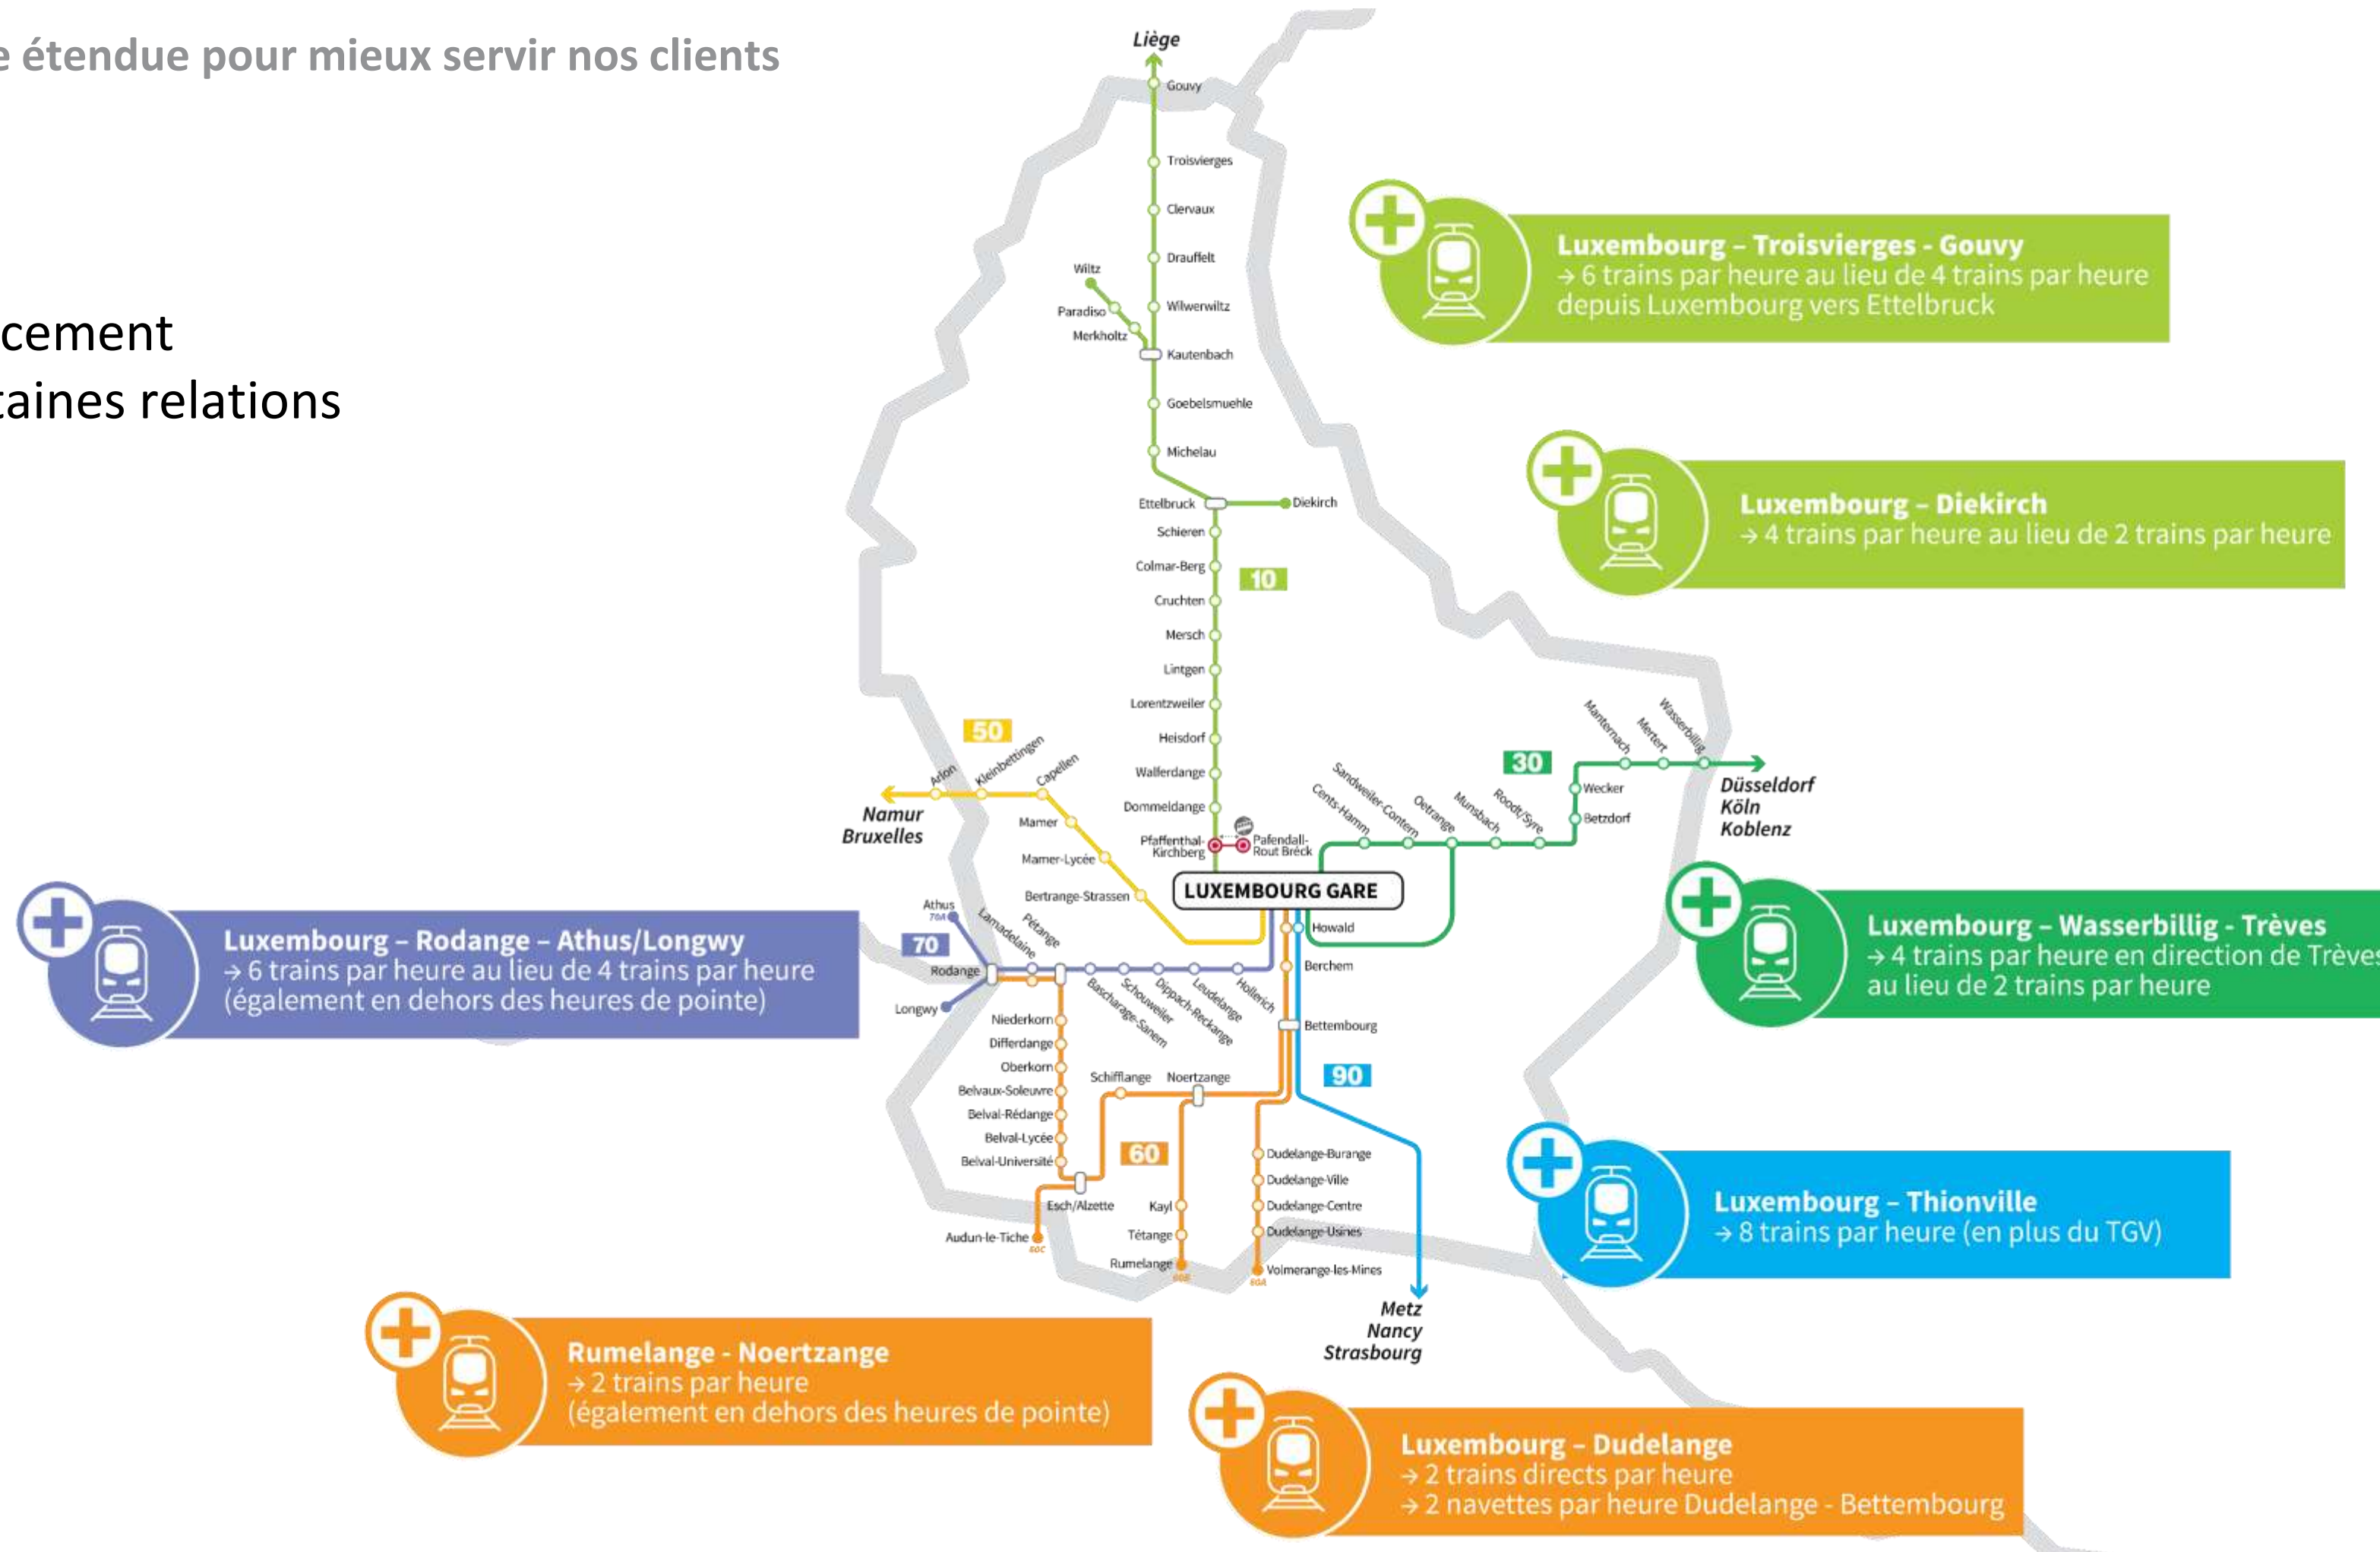 e étendue pour mieux servir nos clients
cement
taines relations
Liège
Gouvy
Troisvierges
Clervaux
Drauffelt
Wiltz
Paradiso
Wilwerwiltz
Merkholtz
Kautenbach
Goebelsmuehle
Michelau
Ettelbruck
Diekirch
Schieren
Colmar-Berg
10
Cruchten
Mersch
Lintgen
Lorentzweiler
Heisdorf
Walferdange
Dommeldange
Pfaffenthal-
Kirchberg
Pafendall-
Rout Bréck
LUXEMBOURG GARE
Luxembourg – Troisvierges - Gouvy
→ 6 trains par heure au lieu de 4 trains par heure
depuis Luxembourg vers Ettelbruck
Luxembourg – Diekirch
→ 4 trains par heure au lieu de 2 trains par heure
50
Arlon
Kleinbettingen
Capellen
Namur
Bruxelles
Mamer
Mamer-Lycée
Bertrange-Strassen
30
Cents-Hamm
Sandweiler-Contern
Oetrange
Munsbach
Roodt/Syre
Betzdorf
Wecker
Manternach
Mertert
Wasserbillig
Düsseldorf
Köln
Koblenz
Luxembourg – Wasserbillig - Trèves
→ 4 trains par heure en direction de Trèves
au lieu de 2 trains par heure
Luxembourg – Rodange – Athus/Longwy
→ 6 trains par heure au lieu de 4 trains par heure
(également en dehors des heures de pointe)
Athus
70A
70
Rodange
Longwy
Lamadelaine
Pétange
Bascharage-Sanem
Schouweiler
Dippach-Reckange
Leudelange
Hollerich
Howald
Berchem
Bettembourg
90
Niederkorn
Differdange
Oberkorn
Belvaux-Soleuvre
Belval-Rédange
Belval-Lycée
Belval-Université
Schifflange
Noertzange
60
Esch/Alzette
Audun-le-Tiche
60C
Kayl
Tétange
Rumelange
60B
Dudelange-Burange
Dudelange-Ville
Dudelange-Centre
Dudelange-Usines
Volmerange-les-Mines
60A
Metz
Nancy
Strasbourg
Luxembourg – Thionville
→ 8 trains par heure (en plus du TGV)
Rumelange - Noertzange
→ 2 trains par heure
(également en dehors des heures de pointe)
Luxembourg – Dudelange
→ 2 trains directs par heure
→ 2 navettes par heure Dudelange - Bettembourg